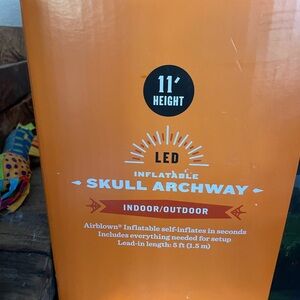 11'
HEIGHT
LED
INFLATABLE
SKULL ARCHWAY
INDOOR/OUTDOOR
Airblown® Inflatable self-inflates in seconds
Includes everything needed for setup
Lead-in length: 5 ft (1.5 m)